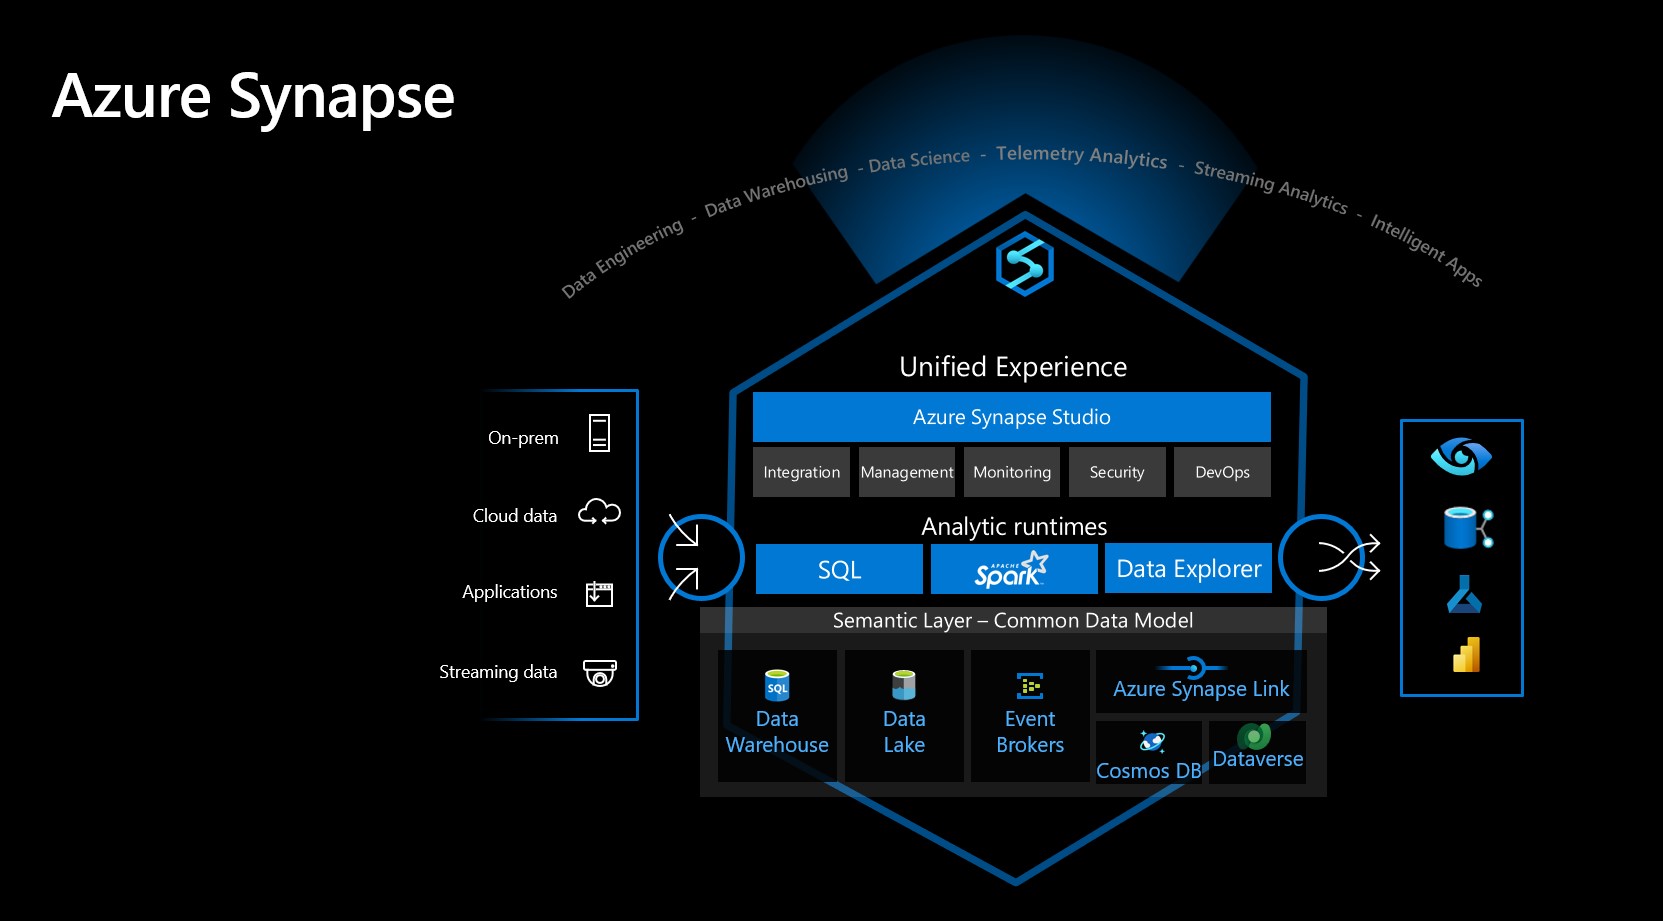 Azure Synapse
Data Engineering - Data Warehousing - Data Science - Telemetry Analytics - Streaming Analytics - Intelligent Apps
On-prem
Cloud data
Applications
Streaming data
Unified Experience
Azure Synapse Studio
Integration
Management
Monitoring
Security
DevOps
Analytic runtimes
SQL
APACHE
Spark
Data Explorer
Semantic Layer – Common Data Model
SQL
Data
Warehouse
Data
Lake
Event
Brokers
Azure Synapse Link
Cosmos DB
Dataverse